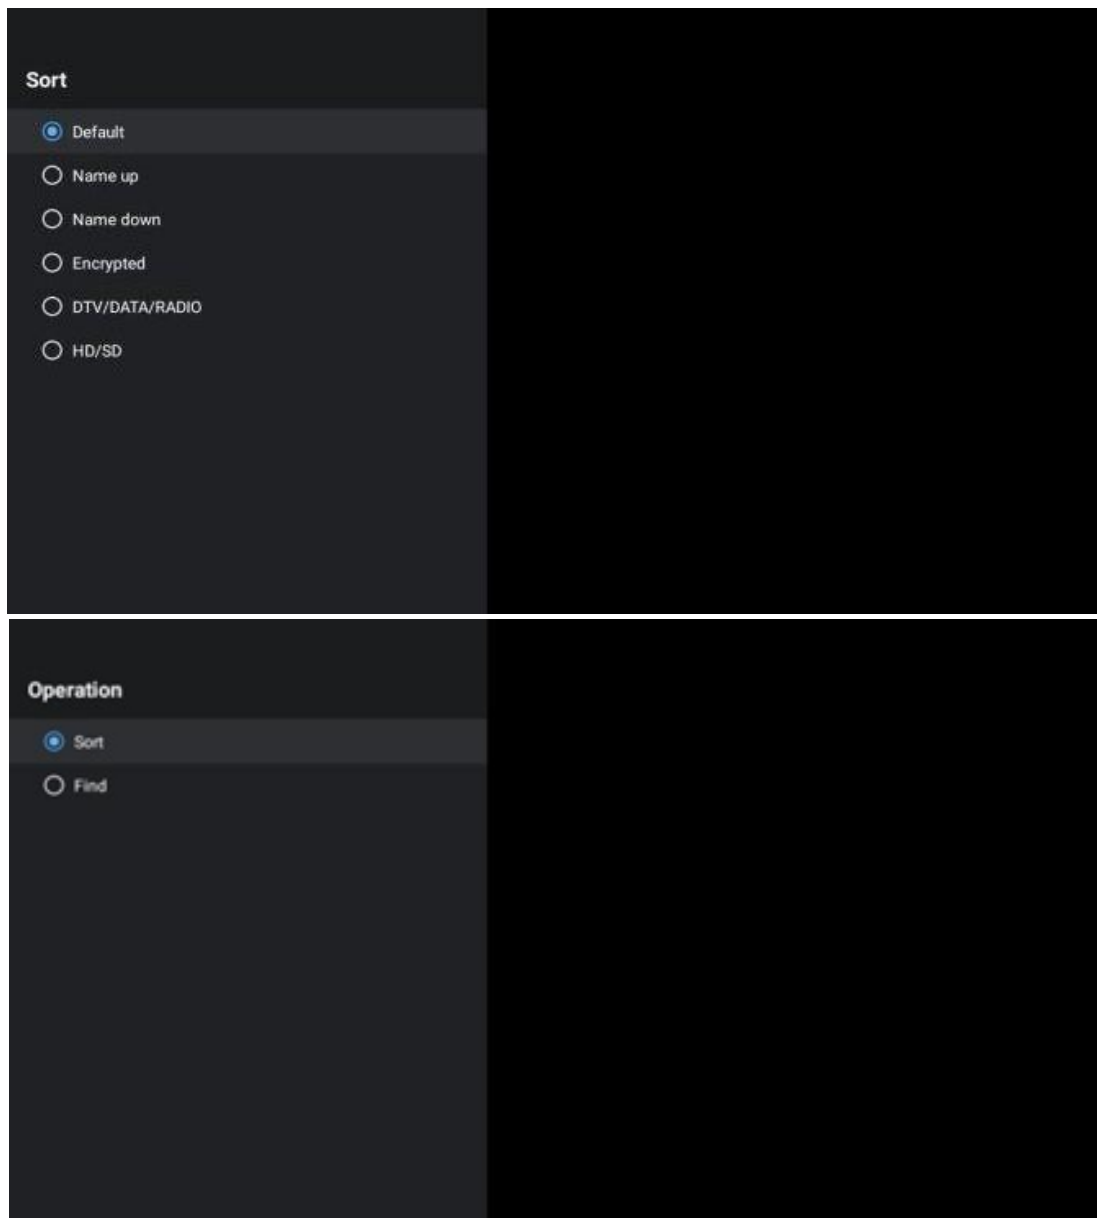 Sort
Default
Name up
Name down
Encrypted
DTV/DATA/RADIO
HD/SD
Operation
Sort
Find